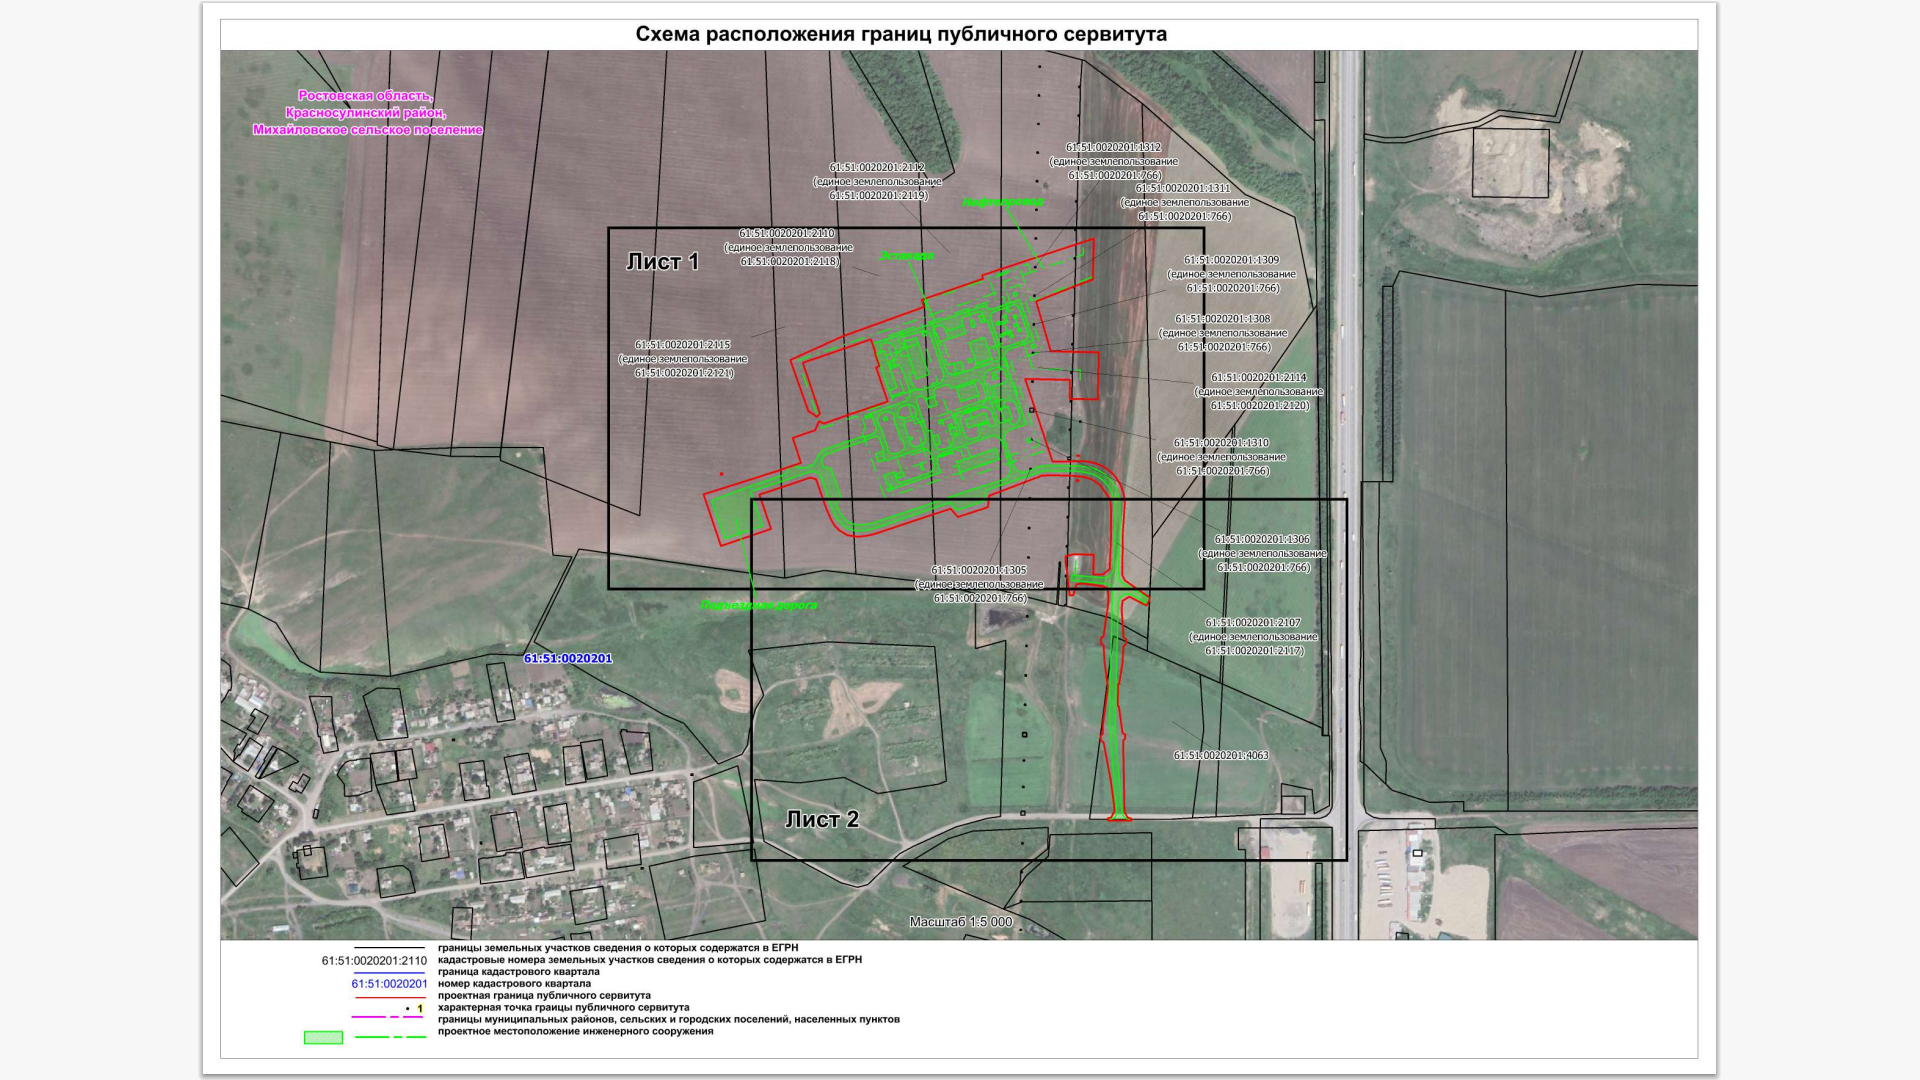 Схема расположения границ публичного сервитута
Ростовская область,
Красносулинский район,
Михайловское сельское поселение
61:51:0020201:1312
(единое землепользование
61:51:0020201:766)
61:51:0020201:2112
(единое землепользование
61:51:0020201:2119)
61:51:0020201:1311
(единое землепользование
61:51:0020201:766)
Нефтепровод
61:51:0020201:2110
(единое землепользование
61:51:0020201:2118)
Лист 1
Эстакада
61:51:0020201:1309
(единое землепользование
61:51:0020201:766)
61:51:0020201:1308
(единое землепользование
61:51:0020201:766)
61:51:0020201:2115
(единое землепользование
61:51:0020201:2121)
61:51:0020201:2114
(единое землепользование
61:51:0020201:2120)
61:51:0020201:1310
(единое землепользование
61:51:0020201:766)
61:51:0020201:1306
(единое землепользование
61:51:0020201:766)
61:51:0020201:1305
(единое землепользование
61:51:0020201:766)
Подъездная дорога
61:51:0020201:2107
(единое землепользование
61:51:0020201:2117)
61:51:0020201
61:51:0020201:4063
Лист 2
Масштаб 1:5 000
границы земельных участков сведения о которых содержатся в ЕГРН
61:51:0020201:2110 кадастровые номера земельных участков сведения о которых содержатся в ЕГРН
граница кадастрового квартала
61:51:0020201 номер кадастрового квартала
проектная граница публичного сервитута
1 характерная точка граицы публичного сервитута
границы муниципальных районов, сельских и городских поселений, населенных пунктов
проектное местоположение инженерного сооружения